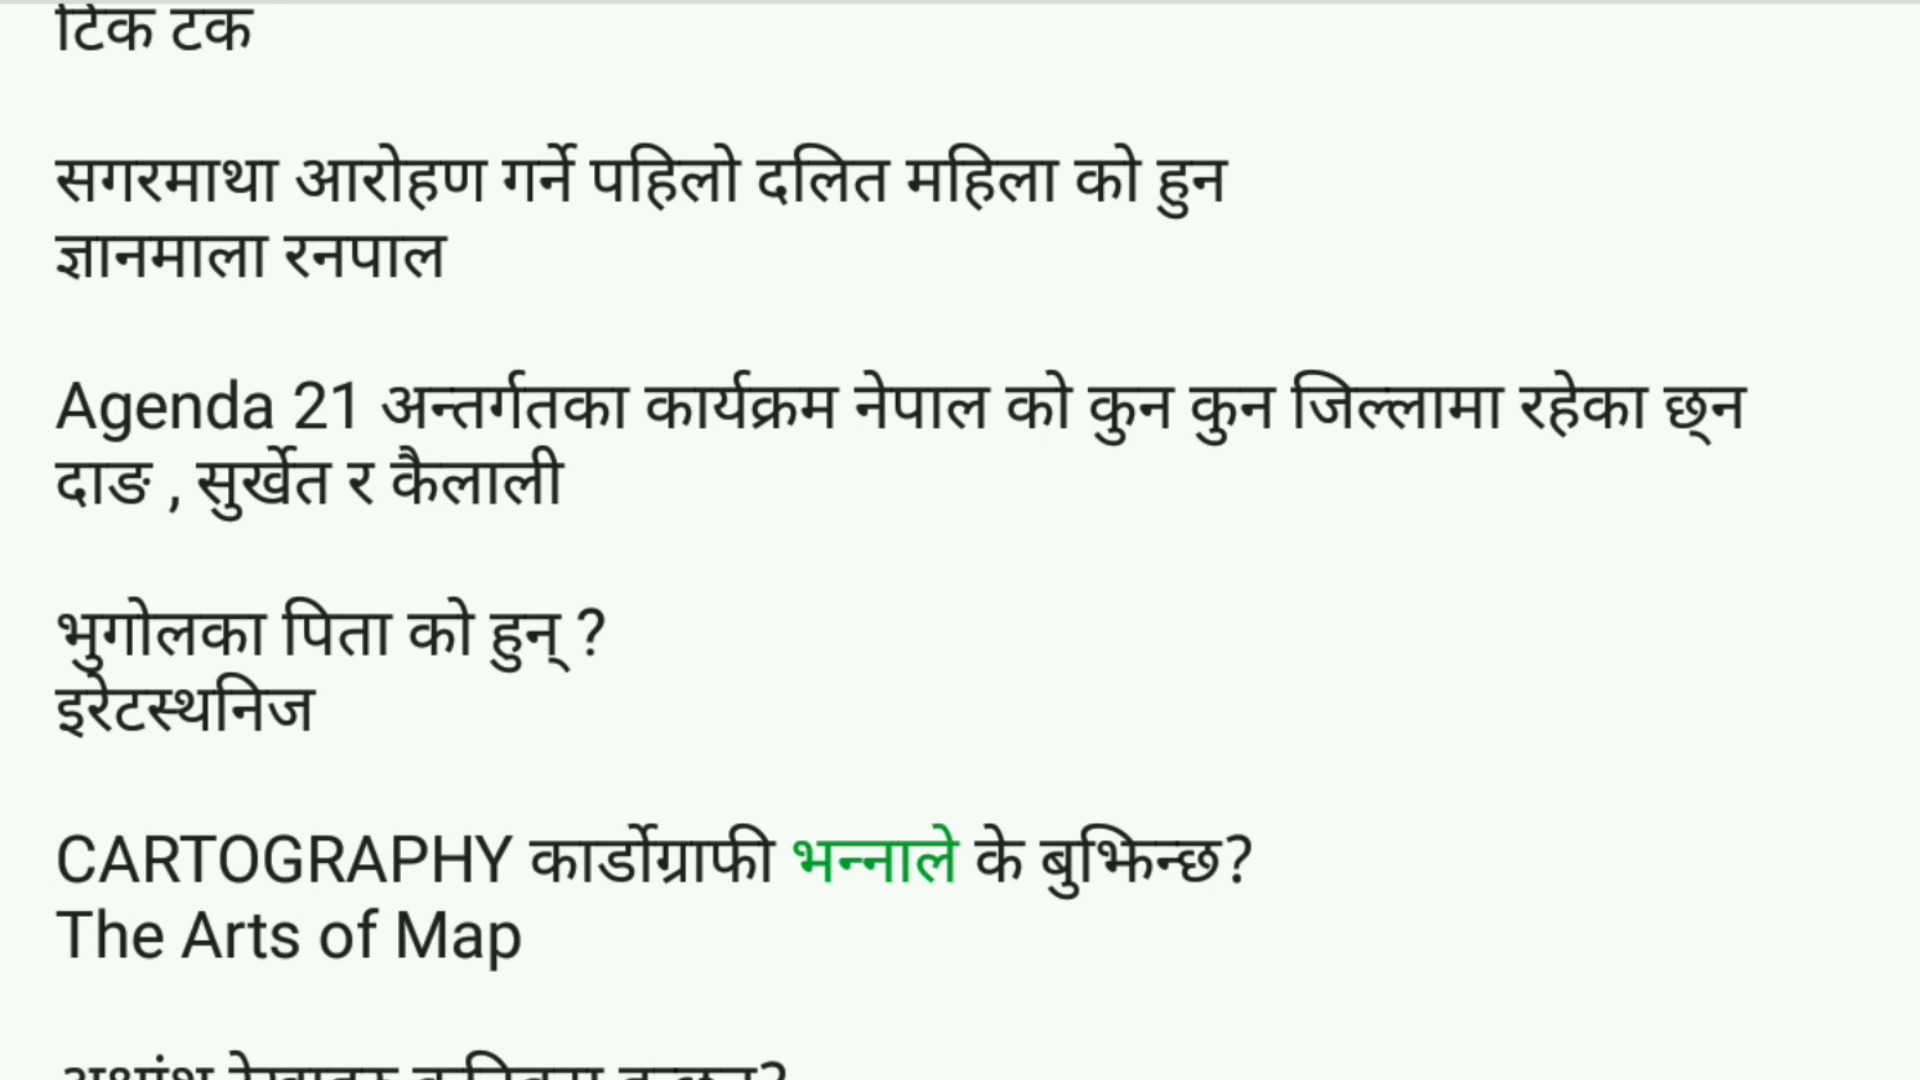 टिक टक
सगरमाथा आरोहण गर्ने पहिलो दलित महिला को हुन
ज्ञानमाला रनपाल
Agenda 21 अन्तर्गतका कार्यक्रम नेपाल को कुन कुन जिल्लामा रहेका छ्न
दाङ , सुर्खेत र कैलाली
भुगोलका पिता को हुन् ?
इरेटस्थनिज
CARTOGRAPHY कार्डोग्राफी भन्नाले के बुझिन्छ?
The Arts of Map